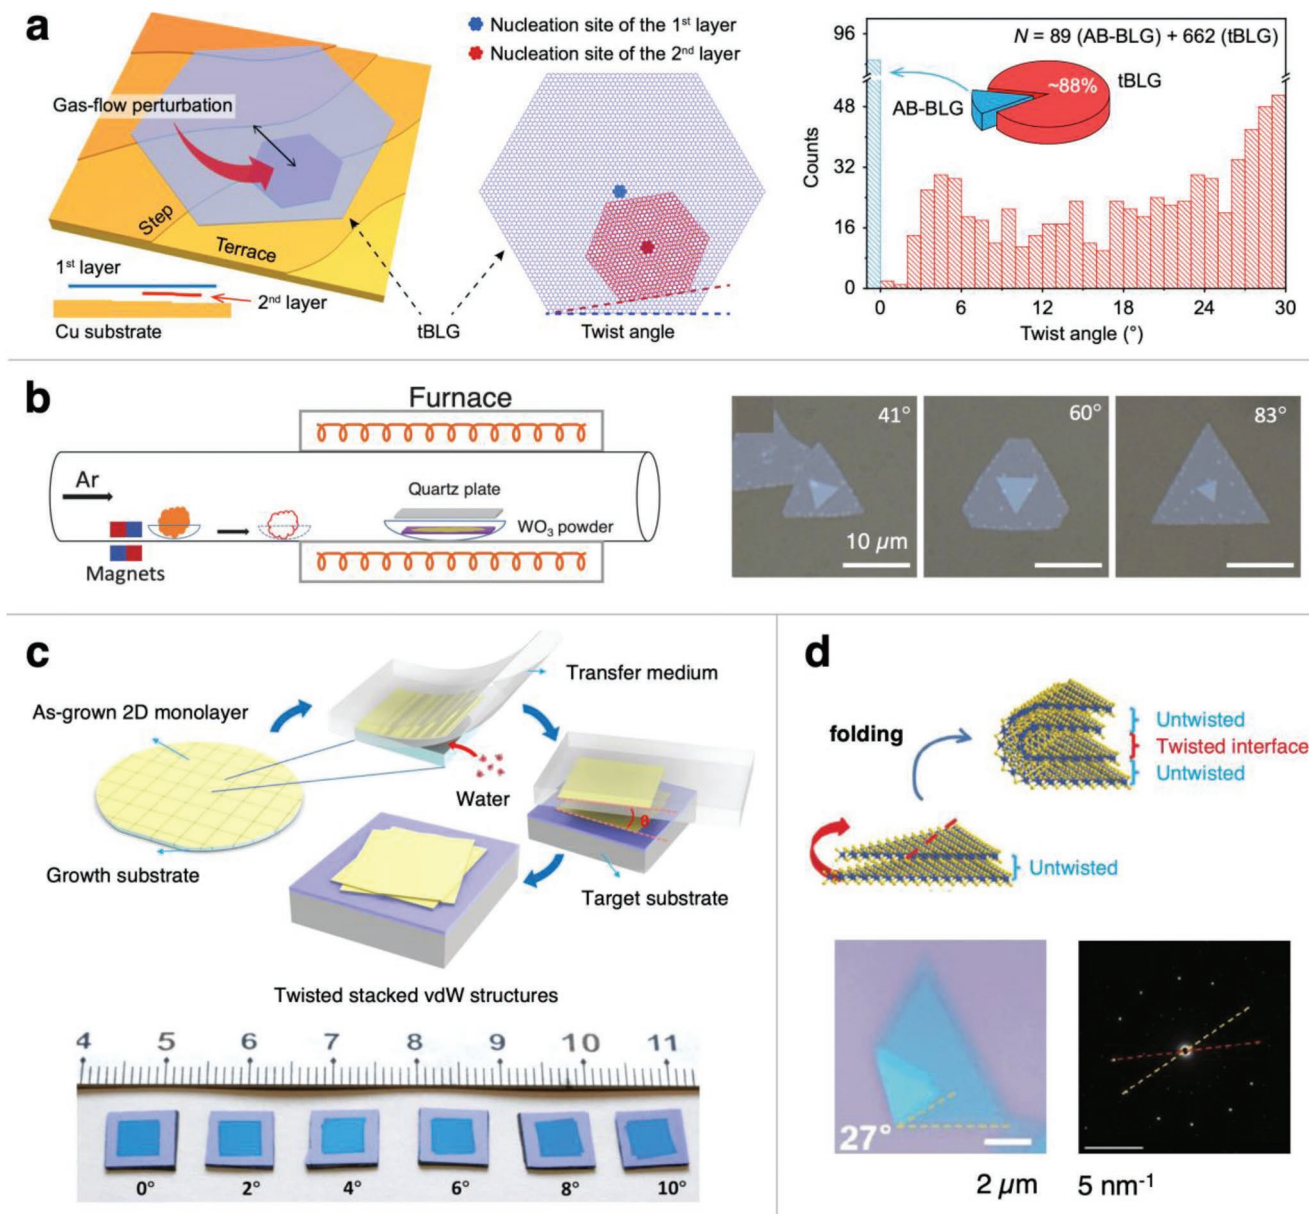 a
Nucleation site of the 1st layer
Nucleation site of the 2nd layer
Gas-flow perturbation
Step
Terrace
1st layer
2nd layer
Cu substrate
tBLG
Twist angle
N = 89 (AB-BLG) + 662 (tBLG)
96
48
32
16
0
Counts
~88%
tBLG
AB-BLG
0 6 12 18 24 30
Twist angle (°)
b
Furnace
Ar
Quartz plate
WO3 powder
Magnets
41°
60°
83°
10 µm
c
Transfer medium
As-grown 2D monolayer
Water
θ
Growth substrate
Target substrate
Twisted stacked vdW structures
4 5 6 7 8 9 10 11
0° 2° 4° 6° 8° 10°
d
folding
Untwisted
Twisted interface
Untwisted
Untwisted
27°
2 µm
5 nm-1